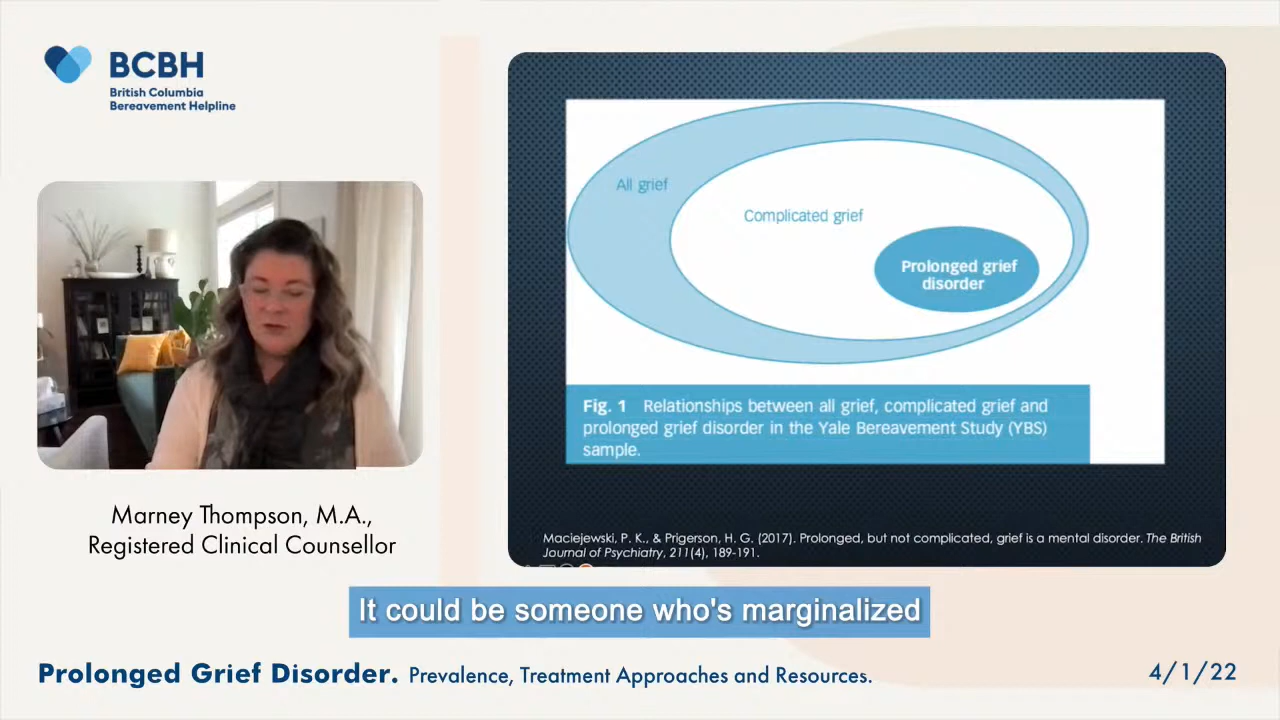 BCBH
British Columbia
Bereavement Helpline
All grief
Complicated grief
Prolonged grief
disorder
Fig. 1 Relationships between all grief, complicated grief and
prolonged grief disorder in the Yale Bereavement Study (YBS)
sample.
Maciejewski, P. K., & Prigerson, H. G. (2017). Prolonged, but not complicated, grief is a mental disorder. The British
Journal of Psychiatry, 211(4), 189-191.
Marney Thompson, M.A.,
Registered Clinical Counsellor
It could be someone who's marginalized
Prolonged Grief Disorder. Prevalence, Treatment Approaches and Resources.
4/1/22